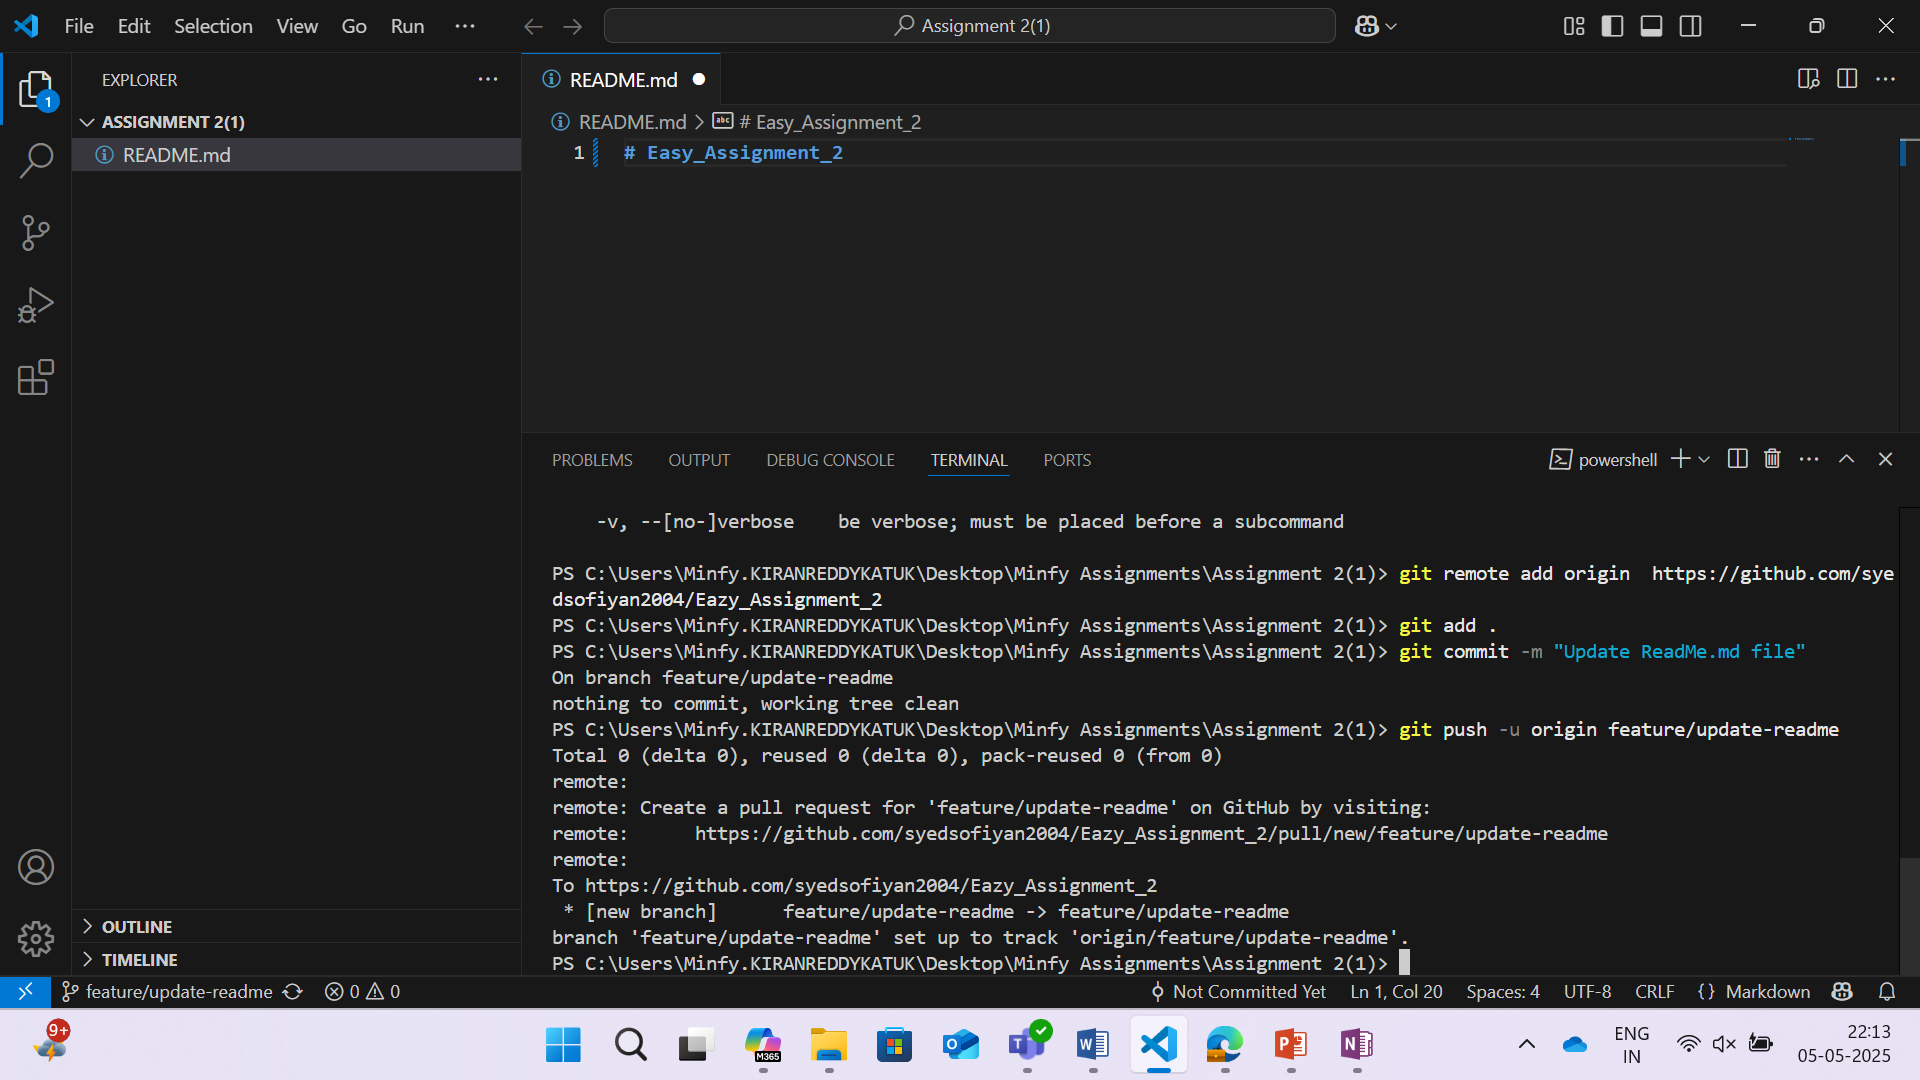 File Edit Selection View Go Run ···
Assignment 2(1)
EXPLORER
ASSIGNMENT 2(1)
README.md
1
README.md
README.md > # Easy_Assignment_2
1 # Easy_Assignment_2
PROBLEMS OUTPUT DEBUG CONSOLE TERMINAL PORTS
powershell
-v, --[no-]verbose    be verbose; must be placed before a subcommand
PS C:\Users\Minfy.KIRANREDDYKATUK\Desktop\Minfy Assignments\Assignment 2(1)> git remote add origin  https://github.com/sye
dsofiyan2004/Eazy_Assignment_2
PS C:\Users\Minfy.KIRANREDDYKATUK\Desktop\Minfy Assignments\Assignment 2(1)> git add .
PS C:\Users\Minfy.KIRANREDDYKATUK\Desktop\Minfy Assignments\Assignment 2(1)> git commit -m "Update ReadMe.md file"
On branch feature/update-readme
nothing to commit, working tree clean
PS C:\Users\Minfy.KIRANREDDYKATUK\Desktop\Minfy Assignments\Assignment 2(1)> git push -u origin feature/update-readme
Total 0 (delta 0), reused 0 (delta 0), pack-reused 0 (from 0)
remote:
remote: Create a pull request for 'feature/update-readme' on GitHub by visiting:
remote:      https://github.com/syedsofiyan2004/Eazy_Assignment_2/pull/new/feature/update-readme
remote:
To https://github.com/syedsofiyan2004/Eazy_Assignment_2
 * [new branch]      feature/update-readme -> feature/update-readme
branch 'feature/update-readme' set up to track 'origin/feature/update-readme'.
PS C:\Users\Minfy.KIRANREDDYKATUK\Desktop\Minfy Assignments\Assignment 2(1)>
OUTLINE
TIMELINE
feature/update-readme 0 0 Not Committed Yet Ln 1, Col 20 Spaces: 4 UTF-8 CRLF {} Markdown
9+
M365
ENG
IN
22:13
05-05-2025